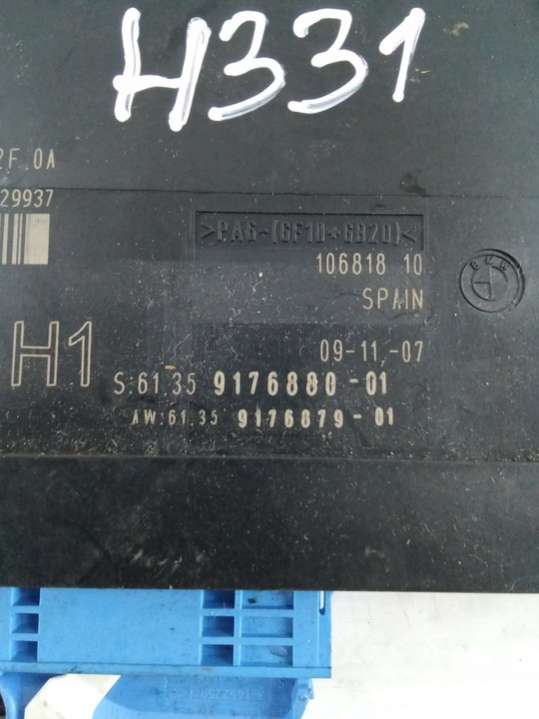 H331
2F.0A
29937
>PA6-(GF10+GB20)<
106818 10
BMW
SPAIN
09-11-07
H1
S:61.35 9176880-01
AW:61.35 9176879-01